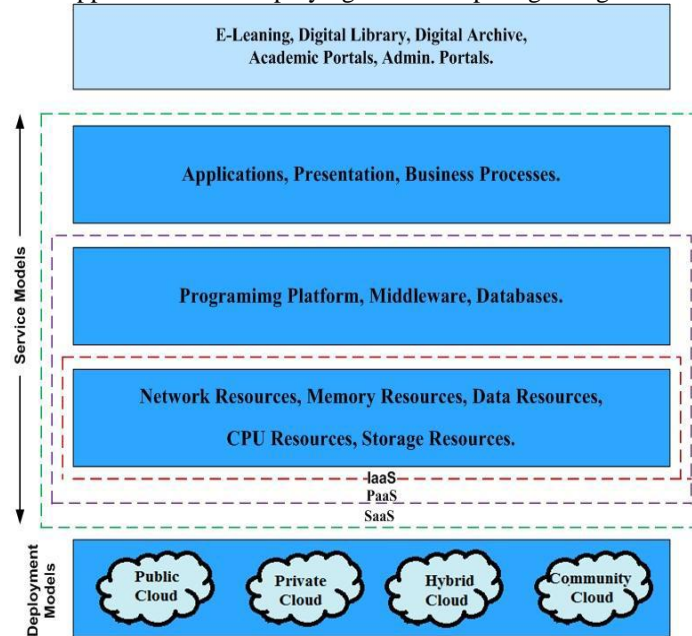 E-Leaning, Digital Library, Digital Archive,
Academic Portals, Admin. Portals.
Service Models
Applications, Presentation, Business Processes.
Programimg Platform, Middleware, Databases.
Network Resources, Memory Resources, Data Resources,
CPU Resources, Storage Resources.
IaaS
PaaS
SaaS
Deployment
Models
Public
Cloud
Private
Cloud
Hybrid
Cloud
Community
Cloud